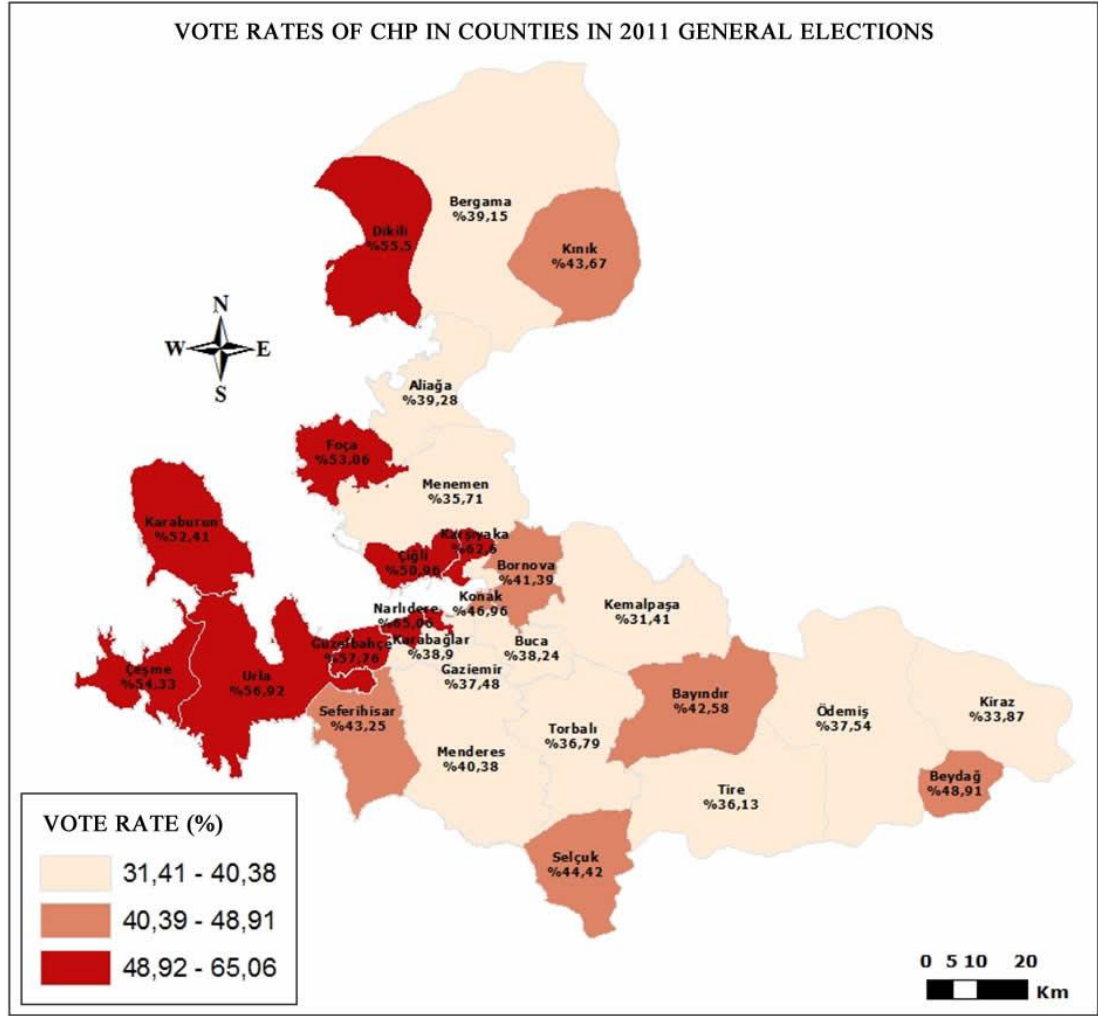 VOTE RATES OF CHP IN COUNTIES IN 2011 GENERAL ELECTIONS
Bergama
%39,15
Dikili
%55,5
Kınık
%43,67
N
W
E
S
Aliağa
%39,28
Foça
%53,06
Menemen
%35,71
Karaburun
%52,41
Karşıyaka
%62,6
Çiğli
%50,96
Bornova
%41,39
Konak
%46,96
Kemalpaşa
%31,41
Narlıdere
%65,06
Güzelbahçe
%57,76
Karabağlar
%38,9
Buca
%38,24
Gaziemir
%37,48
Çeşme
%54,33
Urla
%56,92
Seferihisar
%43,25
Bayındır
%42,58
Ödemiş
%37,54
Kiraz
%33,87
Torbalı
%36,79
Menderes
%40,38
Beydağ
%48,91
Tire
%36,13
Selçuk
%44,42
VOTE RATE (%)
31,41 - 40,38
40,39 - 48,91
48,92 - 65,06
0 5 10 20
Km